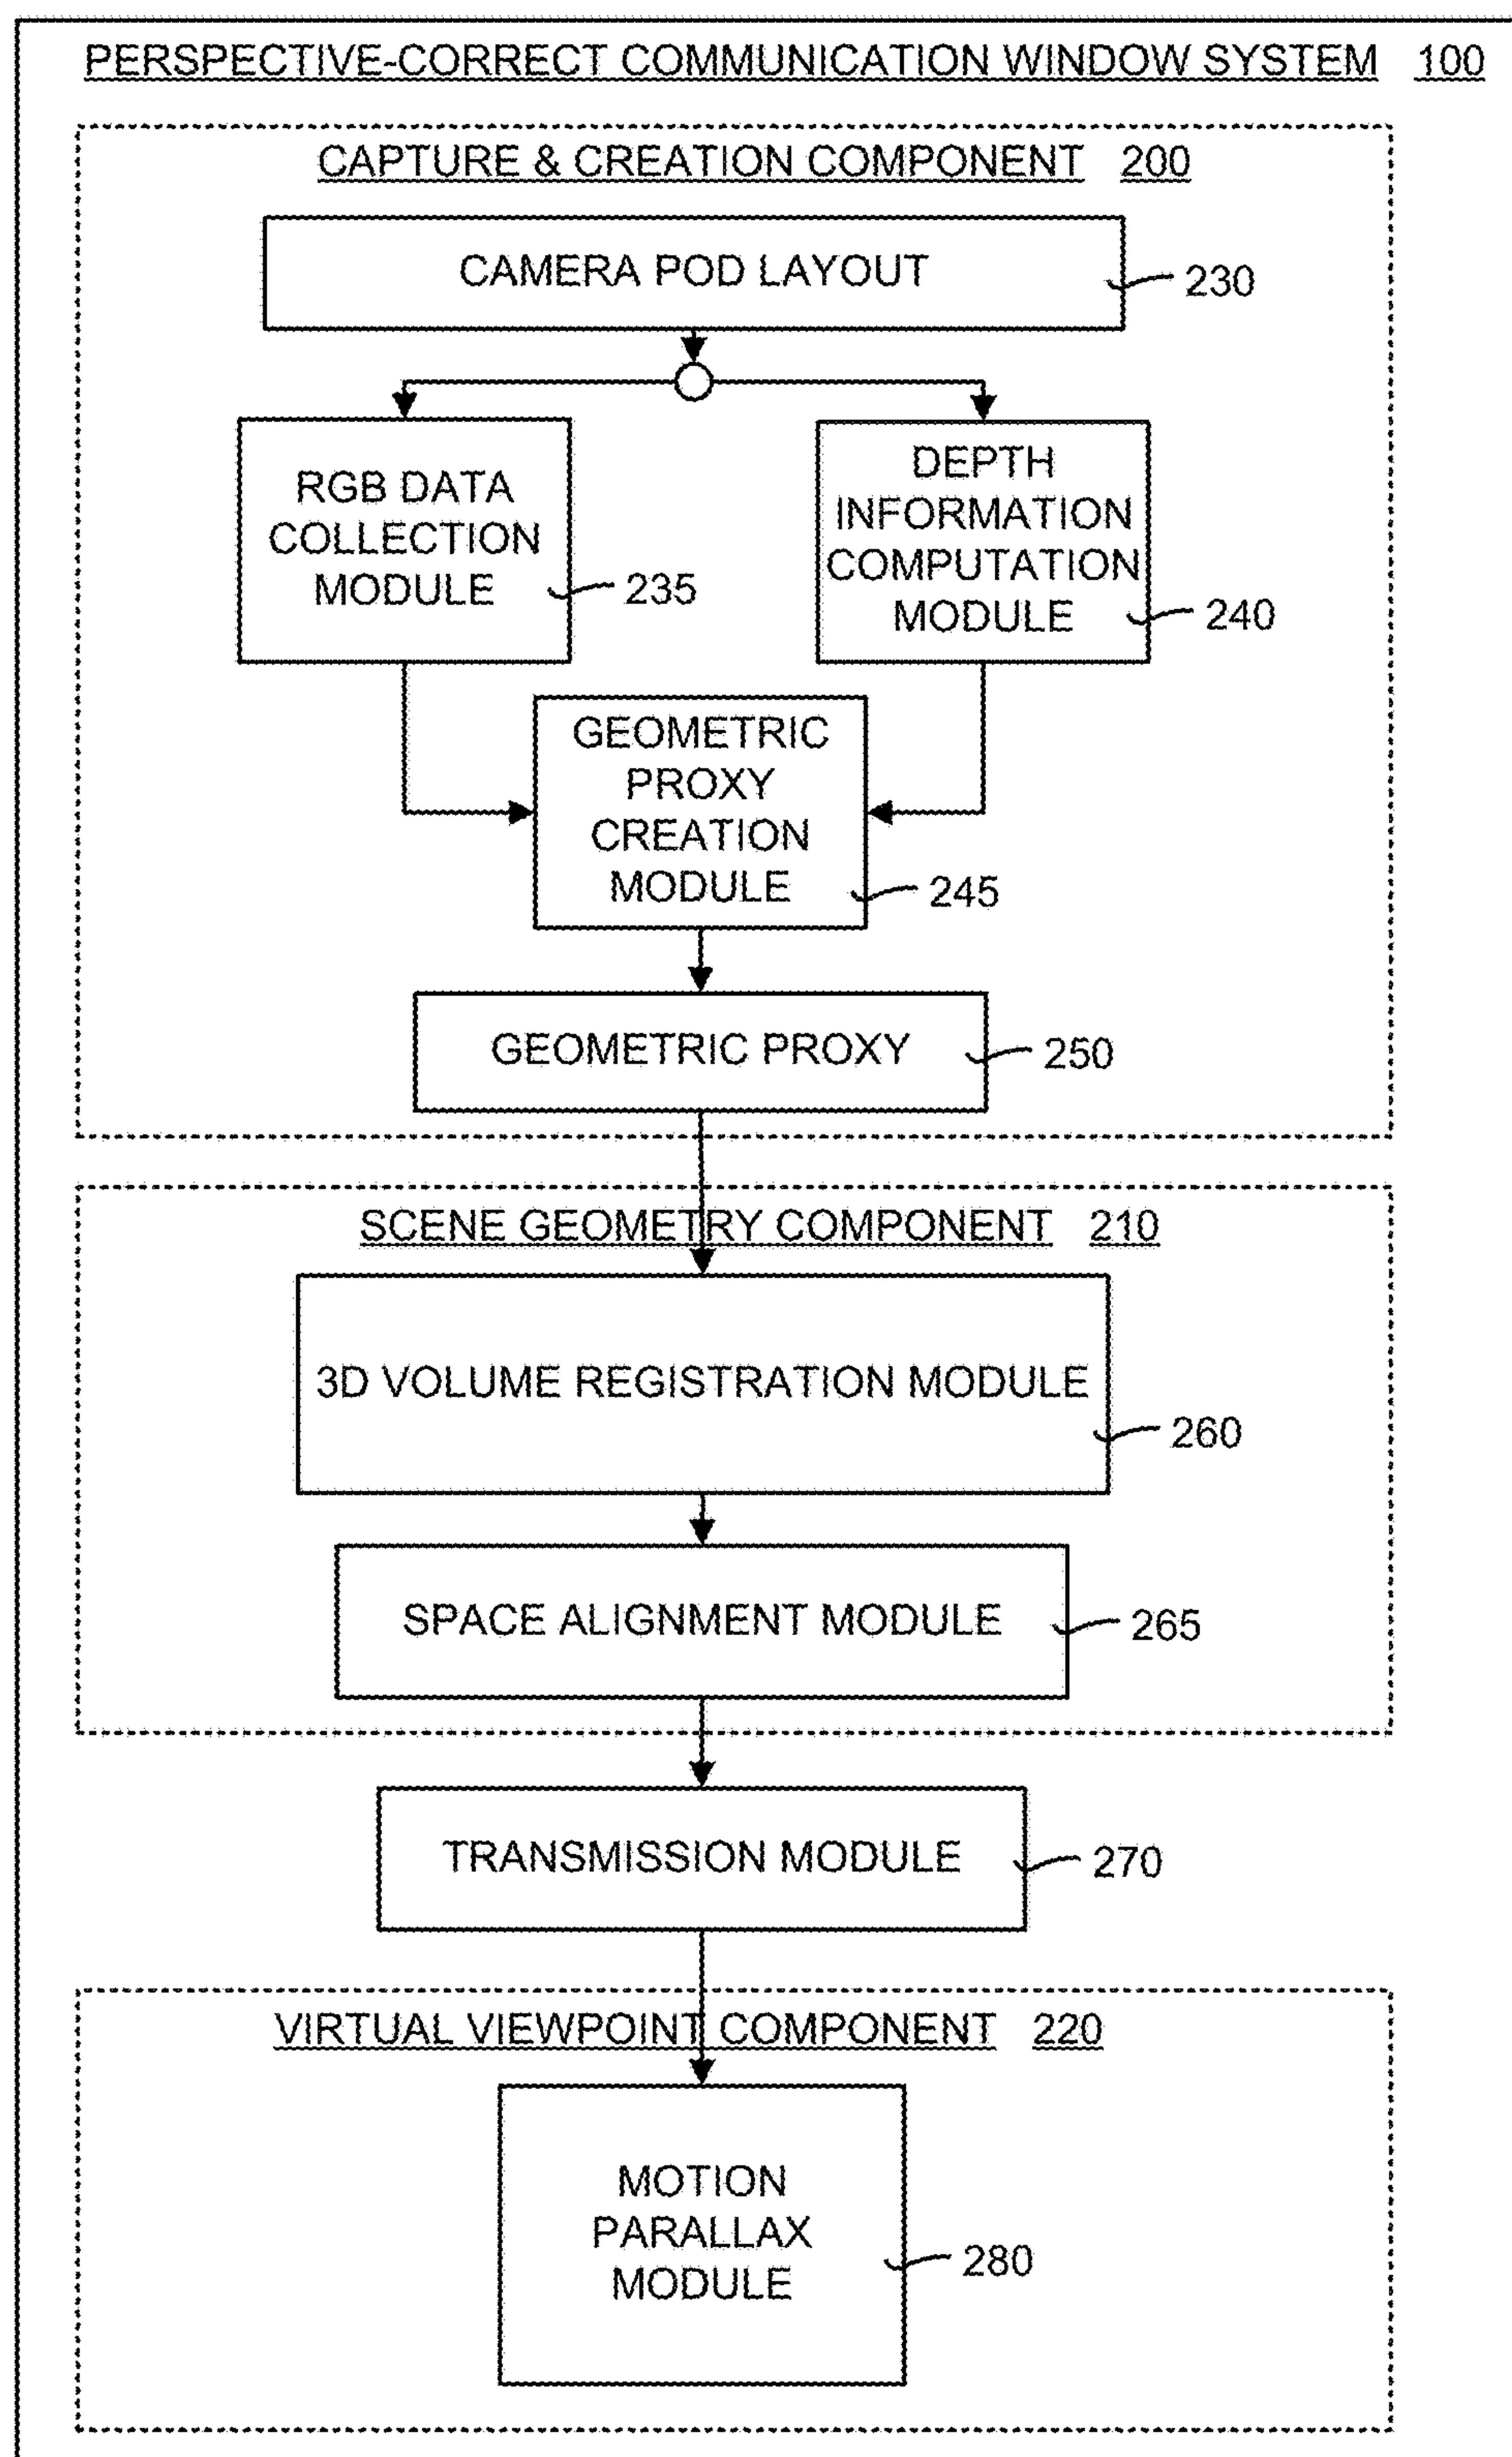 PERSPECTIVE-CORRECT COMMUNICATION WINDOW SYSTEM 100
CAPTURE & CREATION COMPONENT 200
CAMERA POD LAYOUT
230
RGB DATA
COLLECTION
MODULE
235
DEPTH
INFORMATION
COMPUTATION
MODULE
240
GEOMETRIC
PROXY
CREATION
MODULE
245
GEOMETRIC PROXY
250
SCENE GEOMETRY COMPONENT 210
3D VOLUME REGISTRATION MODULE
260
SPACE ALIGNMENT MODULE
265
TRANSMISSION MODULE
270
VIRTUAL VIEWPOINT COMPONENT 220
MOTION
PARALLAX
MODULE
280